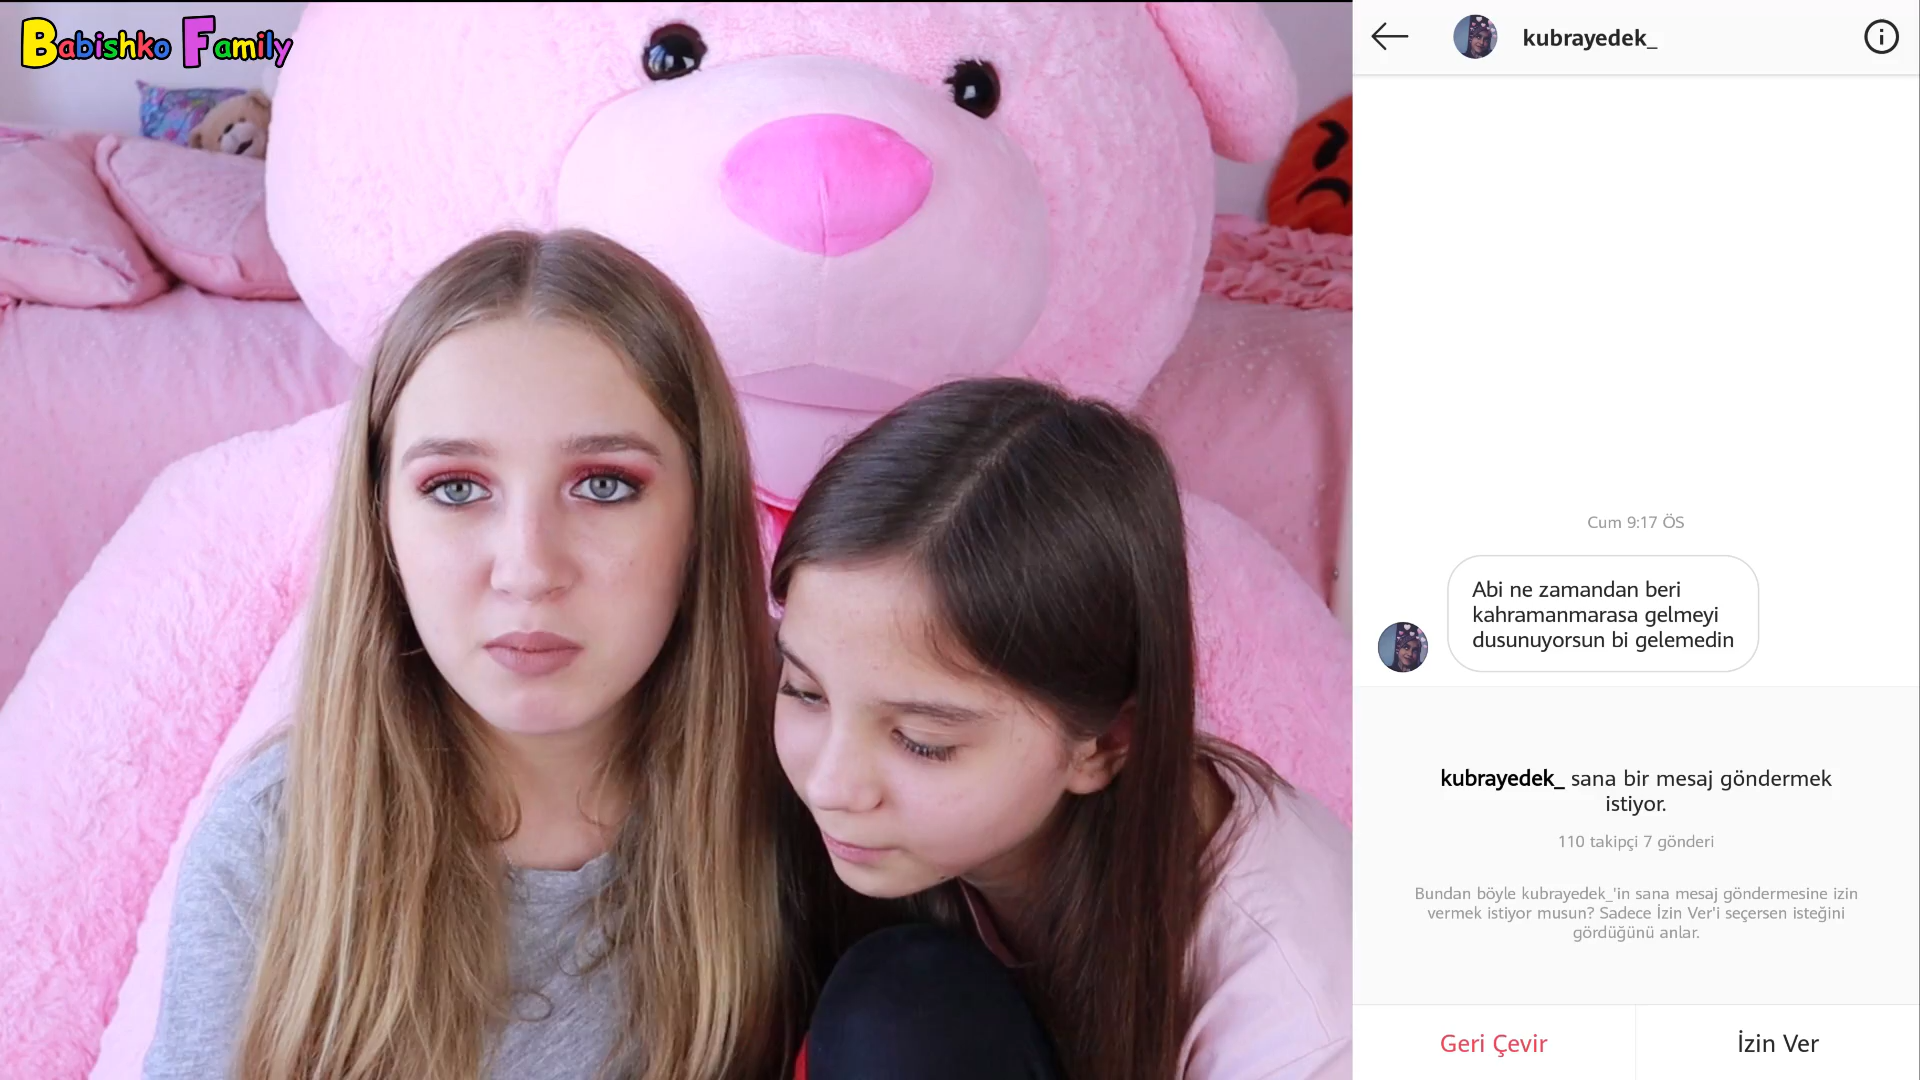 Babishko Family
kubrayedek_
Cum 9:17 ÖS
Abi ne zamandan beri
kahramanmarasa gelmeyi
dusunuyorsun bi gelemedin
kubrayedek_ sana bir mesaj göndermek
istiyor.
110 takipçi 7 gönderi
Bundan böyle kubrayedek_'in sana mesaj göndermesine izin
vermek istiyor musun? Sadece İzin Ver'i seçersen isteğini
gördüğünü anlar.
Geri Çevir
İzin Ver